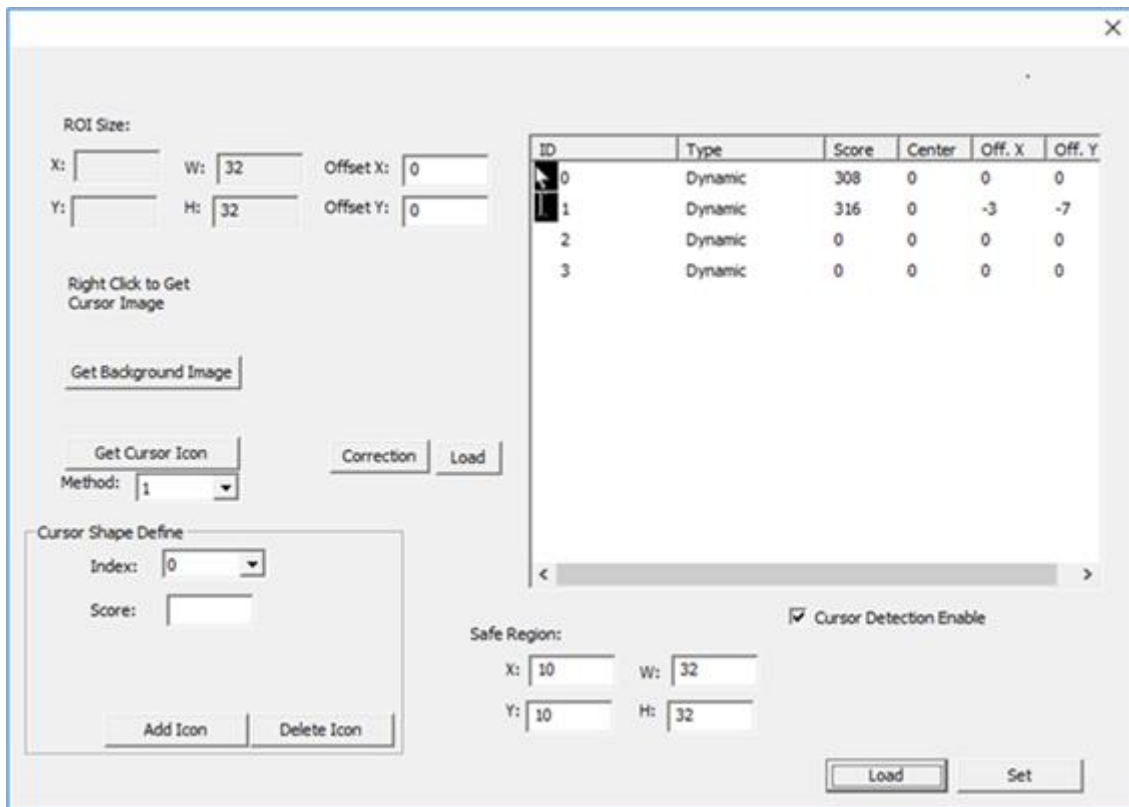 ROI Size:
X: W: 32 Offset X: 0
Y: H: 32 Offset Y: 0
Right Click to Get
Cursor Image
Get Background Image
Get Cursor Icon
Method: 1
Correction Load
Cursor Shape Define
Index: 0
Score:
Add Icon Delete Icon
ID Type Score Center Off. X Off. Y
0 Dynamic 308 0 0 0
1 Dynamic 316 0 -3 -7
2 Dynamic 0 0 0 0
3 Dynamic 0 0 0 0
Cursor Detection Enable
Safe Region:
X: 10 W: 32
Y: 10 H: 32
Load Set